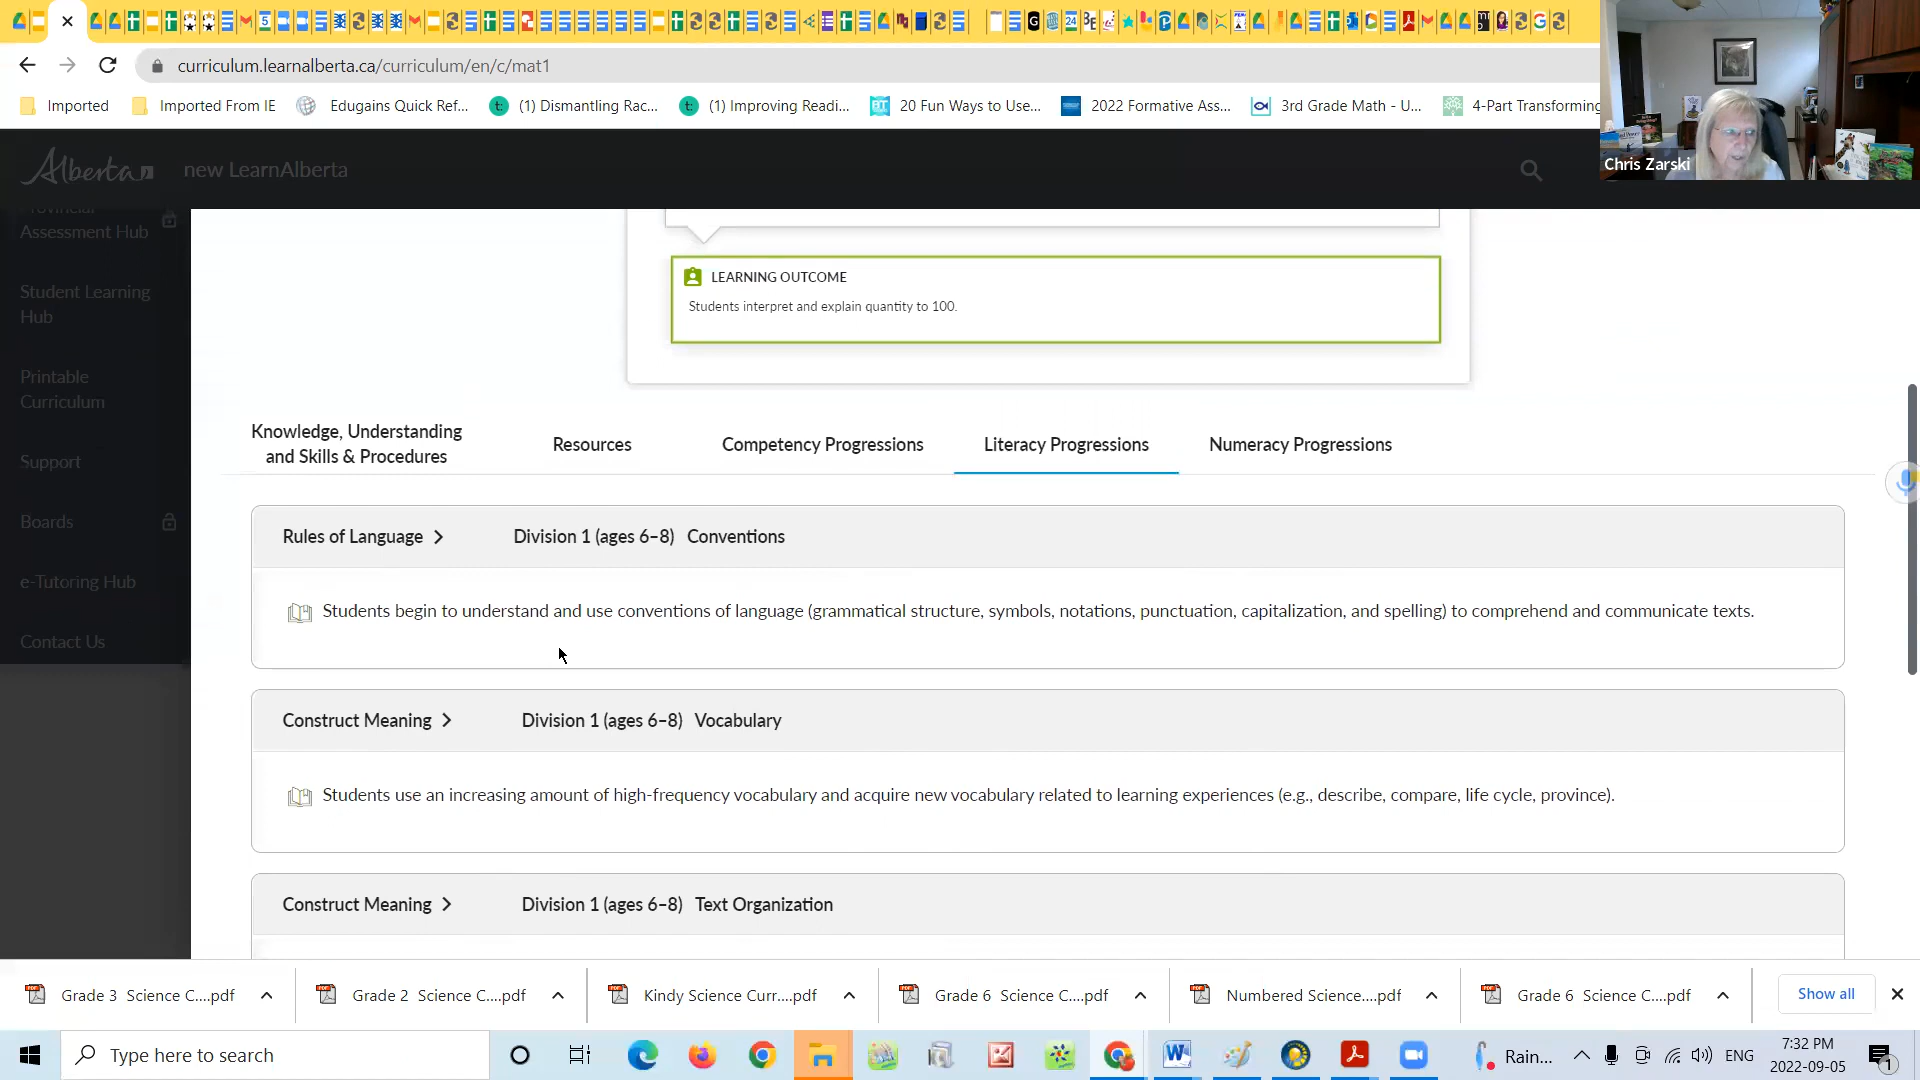 curriculum.learnalberta.ca/curriculum/en/c/mat1
Imported
Imported From IE
Edugains Quick Ref...
(1) Dismantling Rac...
(1) Improving Readi...
20 Fun Ways to Use...
2022 Formative Ass...
3rd Grade Math - U...
4-Part Transforming
Chris Zarski
Alberta
new LearnAlberta
Provincial
Assessment Hub
Student Learning
Hub
Printable
Curriculum
Support
Boards
e-Tutoring Hub
Contact Us
LEARNING OUTCOME
Students interpret and explain quantity to 100.
Knowledge, Understanding
and Skills & Procedures
Resources
Competency Progressions
Literacy Progressions
Numeracy Progressions
Rules of Language
Division 1 (ages 6–8) Conventions
Students begin to understand and use conventions of language (grammatical structure, symbols, notations, punctuation, capitalization, and spelling) to comprehend and communicate texts.
Construct Meaning
Division 1 (ages 6–8) Vocabulary
Students use an increasing amount of high-frequency vocabulary and acquire new vocabulary related to learning experiences (e.g., describe, compare, life cycle, province).
Construct Meaning
Division 1 (ages 6–8) Text Organization
Grade 3 Science C....pdf
Grade 2 Science C....pdf
Kindy Science Curr....pdf
Grade 6 Science C....pdf
Numbered Science....pdf
Grade 6 Science C....pdf
Show all
Type here to search
Rain...
ENG
7:32 PM
2022-09-05
1